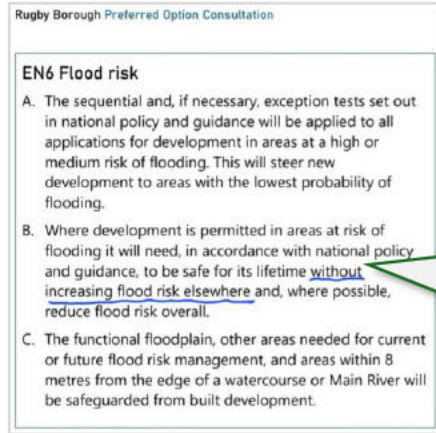 Rugby Borough Preferred Option Consultation
EN6 Flood risk
A. The sequential and, if necessary, exception tests set out
in national policy and guidance will be applied to all
applications for development in areas at a high or
medium risk of flooding. This will steer new
development to areas with the lowest probability of
flooding.
B. Where development is permitted in areas at risk of
flooding it will need, in accordance with national policy
and guidance, to be safe for its lifetime without
increasing flood risk elsewhere and, where possible,
reduce flood risk overall.
C. The functional floodplain, other areas needed for current
or future flood risk management, and areas within 8
metres from the edge of a watercourse or Main River will
be safeguarded from built development.